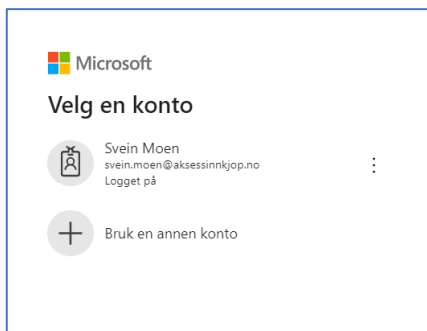 Microsoft
Velg en konto
Svein Moen
svein.moen@aksessinnkjop.no
Logget på
Bruk en annen konto